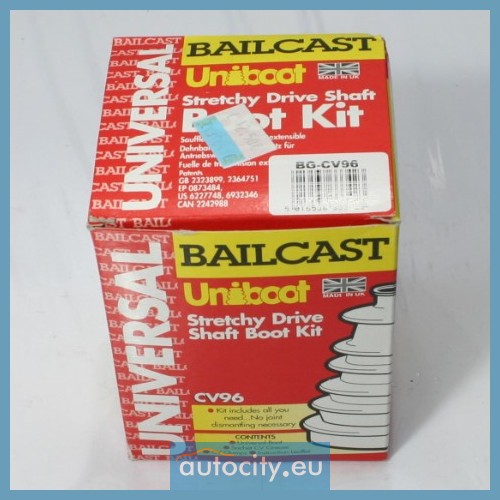 UNIVERSAL
BAILCAST
Uniboot
MADE IN UK
Stretchy Drive Shaft
Boot Kit
BG-CV96
Patents
GB 2323899, 2364751
EP 0873484,
US 6227748, 6932346
CAN 2242988
UNIVERSAL
BAILCAST
Uniboot
MADE IN UK
Stretchy Drive
Shaft Boot Kit
CV96
• Kit includes all you
need... No joint
dismantling necessary
CONTENTS
autocity.eu